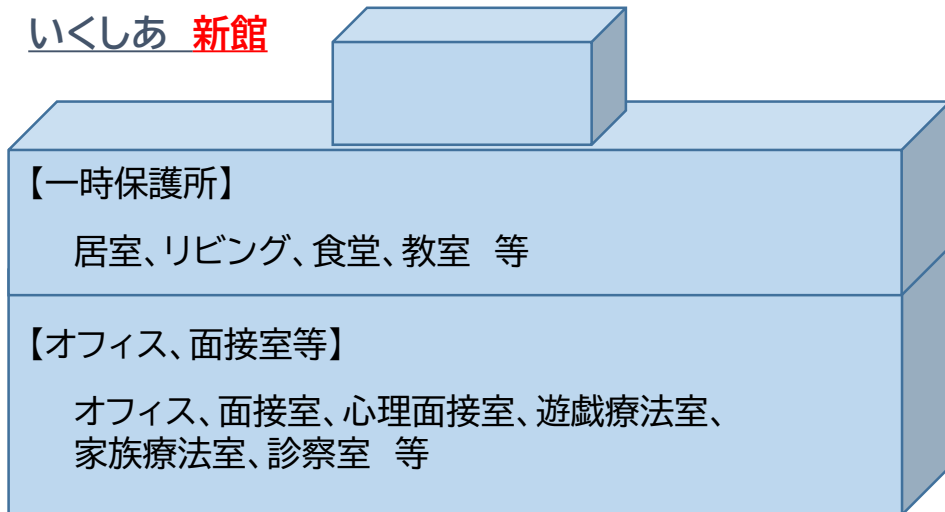 いくしあ　新館
【一時保護所】
居室、リビング、食堂、教室　等
【オフィス、面接室等】
オフィス、面接室、心理面接室、遊戯療法室、
家族療法室、診察室　等